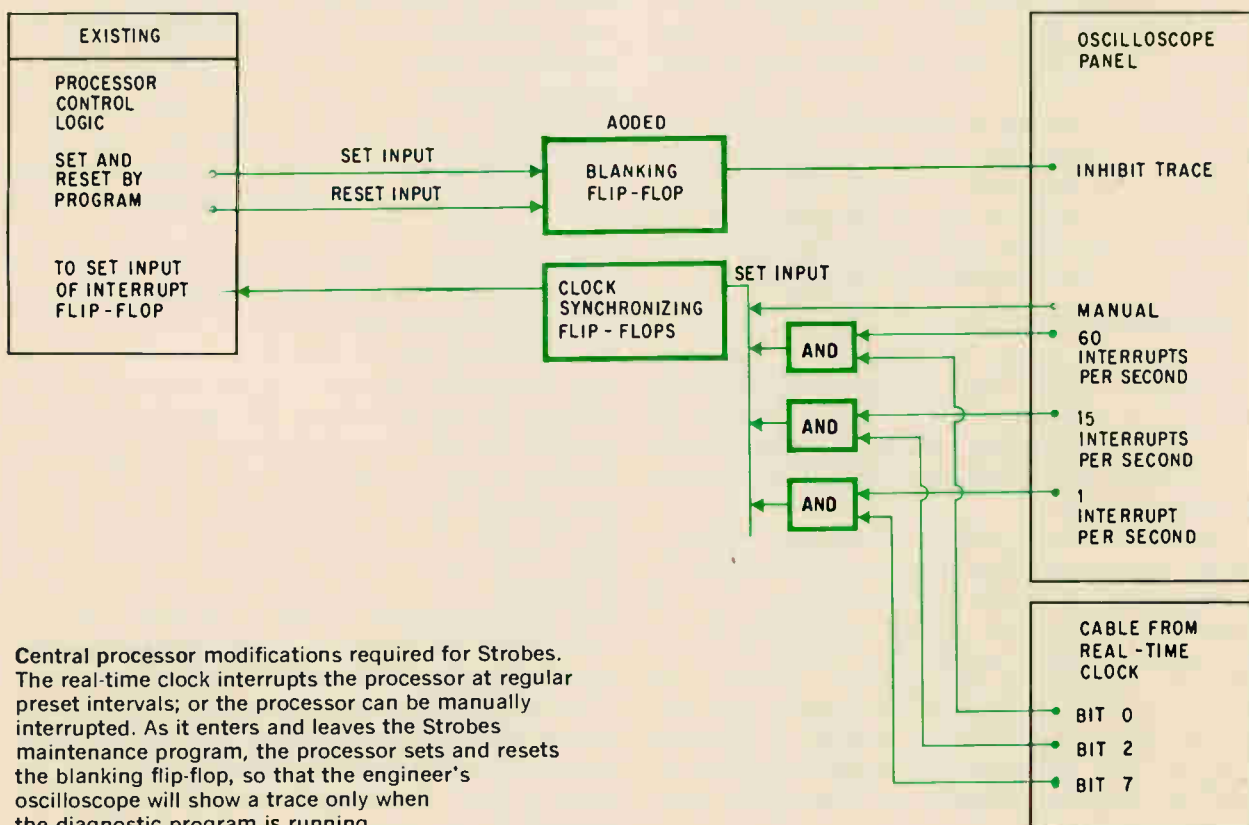 EXISTING
PROCESSOR
CONTROL
LOGIC
SET AND
RESET BY
PROGRAM
TO SET INPUT
OF INTERRUPT
FLIP-FLOP
SET INPUT
RESET INPUT
AODED
BLANKING
FLIP-FLOP
CLOCK
SYNCHRONIZING
FLIP-FLOPS
SET INPUT
AND
AND
AND
OSCILLOSCOPE
PANEL
INHIBIT TRACE
MANUAL
60
INTERRUPTS
PER SECOND
15
INTERRUPTS
PER SECOND
1
INTERRUPT
PER SECOND
CABLE FROM
REAL-TIME
CLOCK
BIT 0
BIT 2
BIT 7
Central processor modifications required for Strobes.
The real-time clock interrupts the processor at regular
preset intervals; or the processor can be manually
interrupted. As it enters and leaves the Strobes
maintenance program, the processor sets and resets
the blanking flip-flop, so that the engineer's
oscilloscope will show a trace only when
the diagnostic program is running